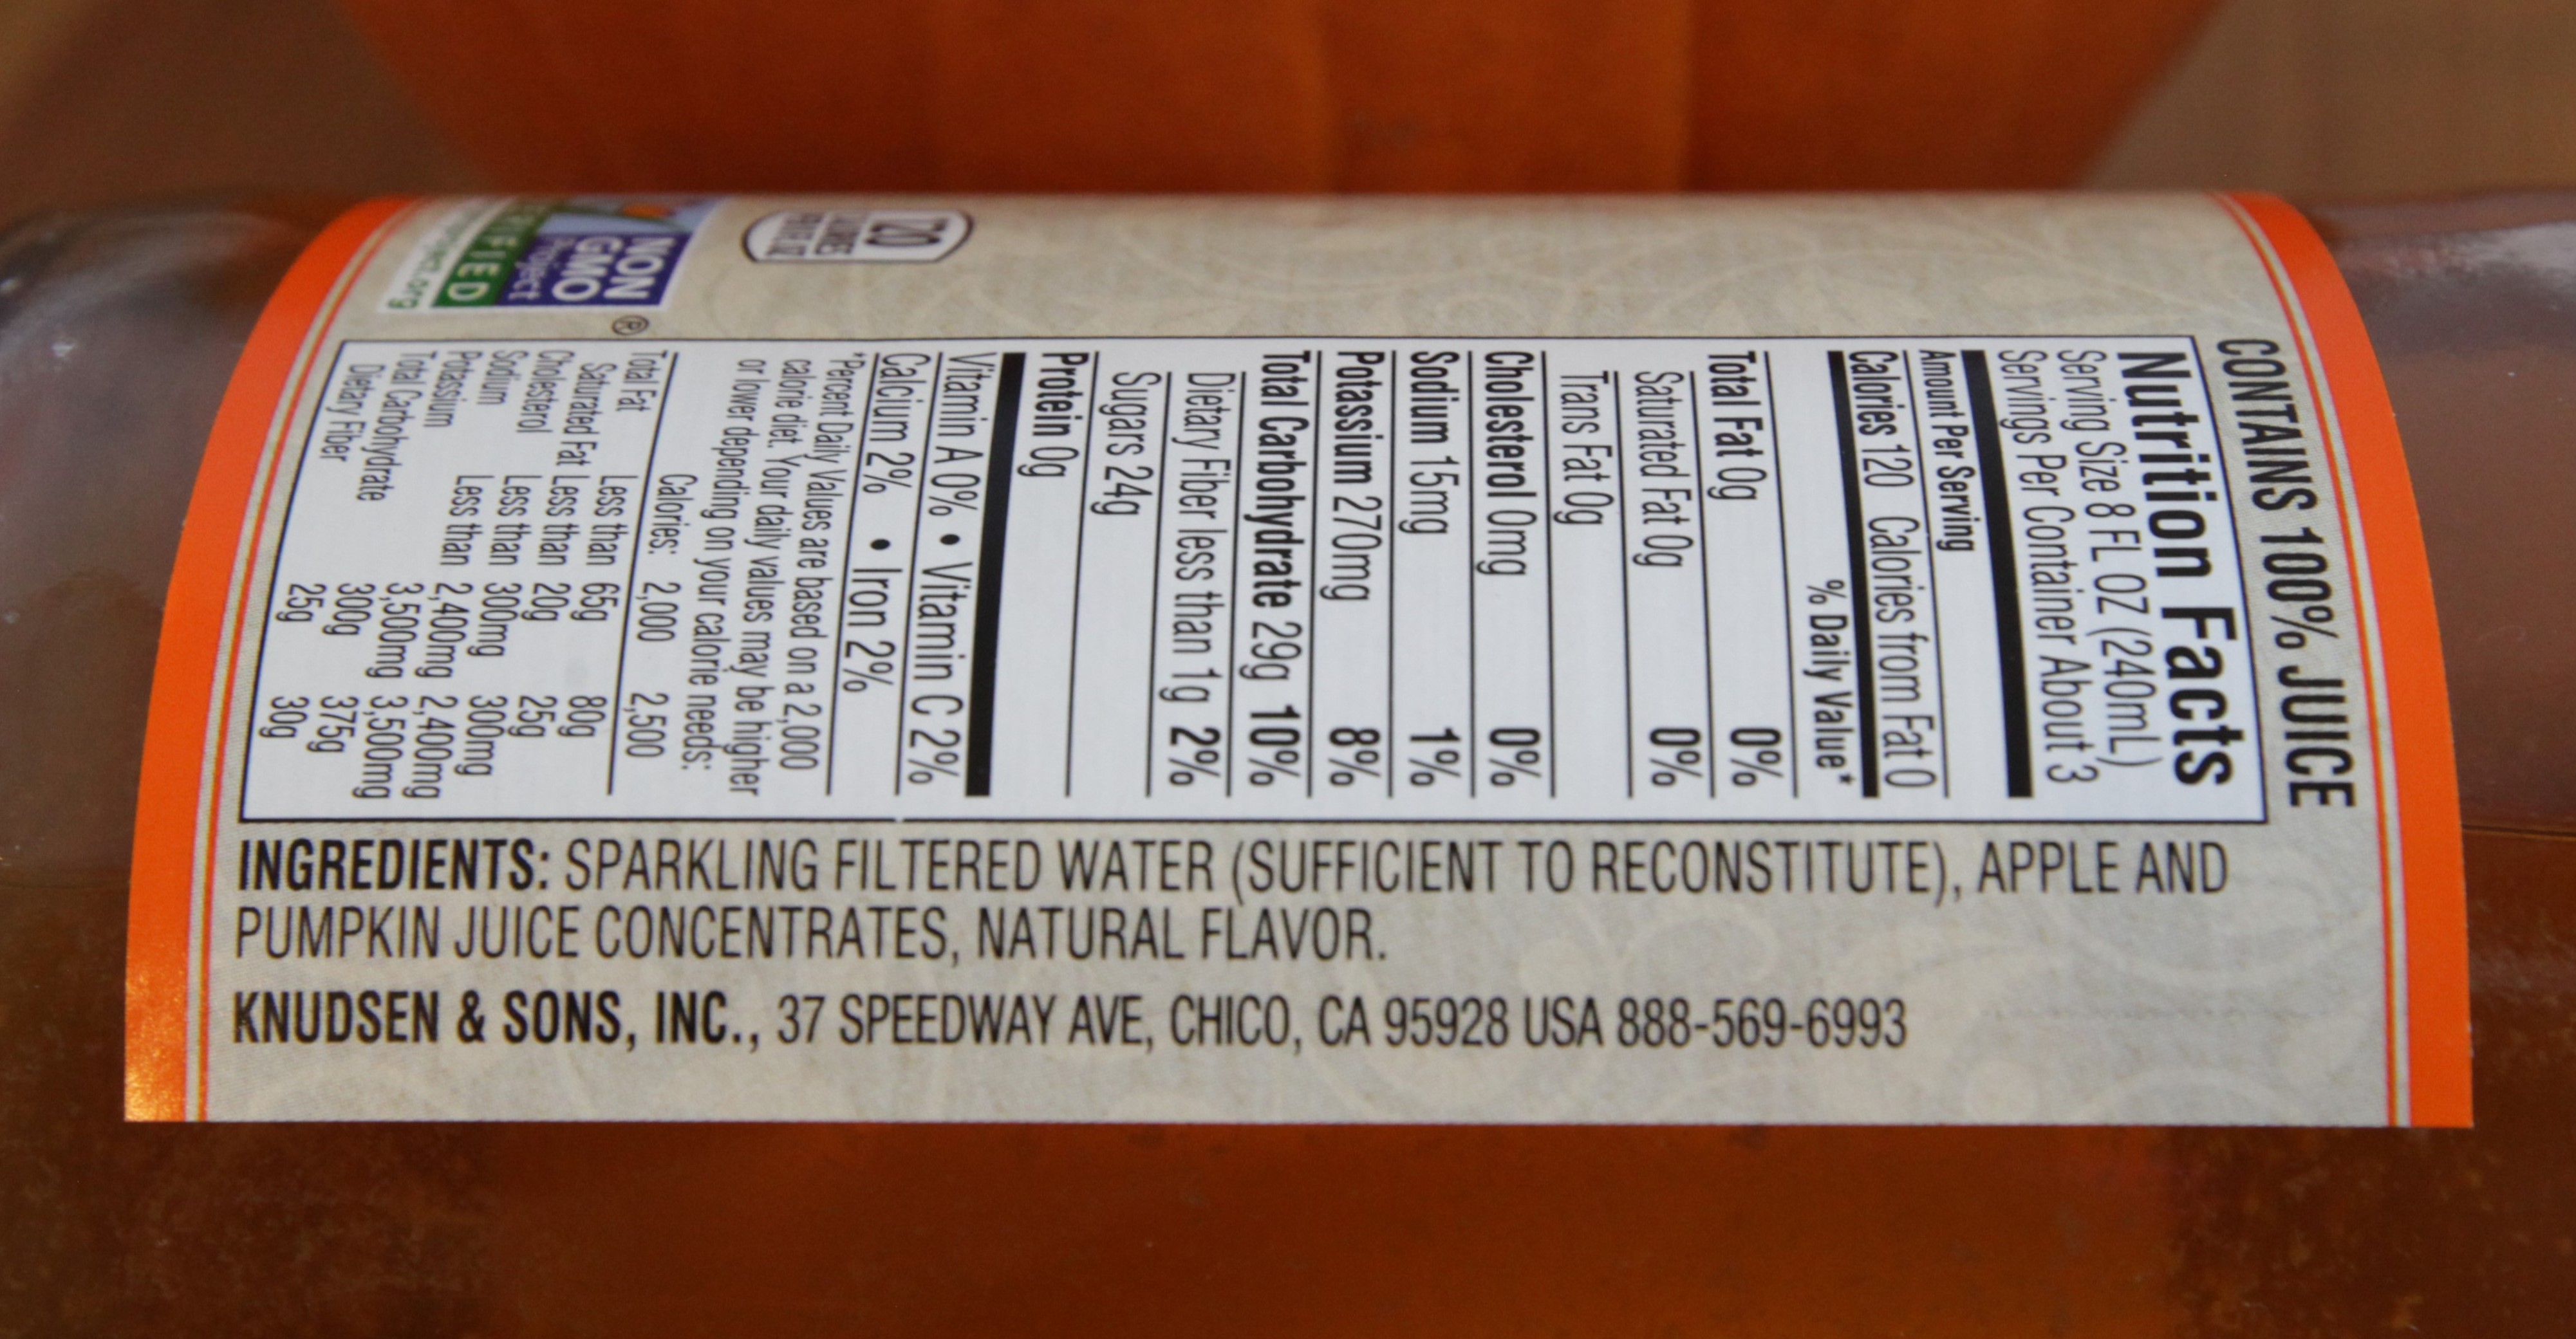 CONTAINS 100% JUICE
Nutrition Facts
Serving Size 8 FL OZ (240mL)
Servings Per Container About 3
Amount Per Serving
Calories 120 Calories from Fat 0
% Daily Value*
Total Fat 0g 0%
Saturated Fat 0g 0%
Trans Fat 0g
Cholesterol 0mg 0%
Sodium 15mg 1%
Potassium 270mg 8%
Total Carbohydrate 29g 10%
Dietary Fiber less than 1g 2%
Sugars 24g
Protein 0g
Vitamin A 0% • Vitamin C 2%
Calcium 2% • Iron 2%
*Percent Daily Values are based on a 2,000
calorie diet. Your daily values may be higher
or lower depending on your calorie needs:
Calories: 2,000 2,500
Total Fat Less than 65g 80g
Saturated Fat Less than 20g 25g
Cholesterol Less than 300mg 300mg
Sodium Less than 2,400mg 2,400mg
Potassium 3,500mg 3,500mg
Total Carbohydrate 300g 375g
Dietary Fiber 25g 30g
120
NON
GMO
Project
VERIFIED
®
INGREDIENTS: SPARKLING FILTERED WATER (SUFFICIENT TO RECONSTITUTE), APPLE AND
PUMPKIN JUICE CONCENTRATES, NATURAL FLAVOR.
KNUDSEN & SONS, INC., 37 SPEEDWAY AVE, CHICO, CA 95928 USA 888-569-6993